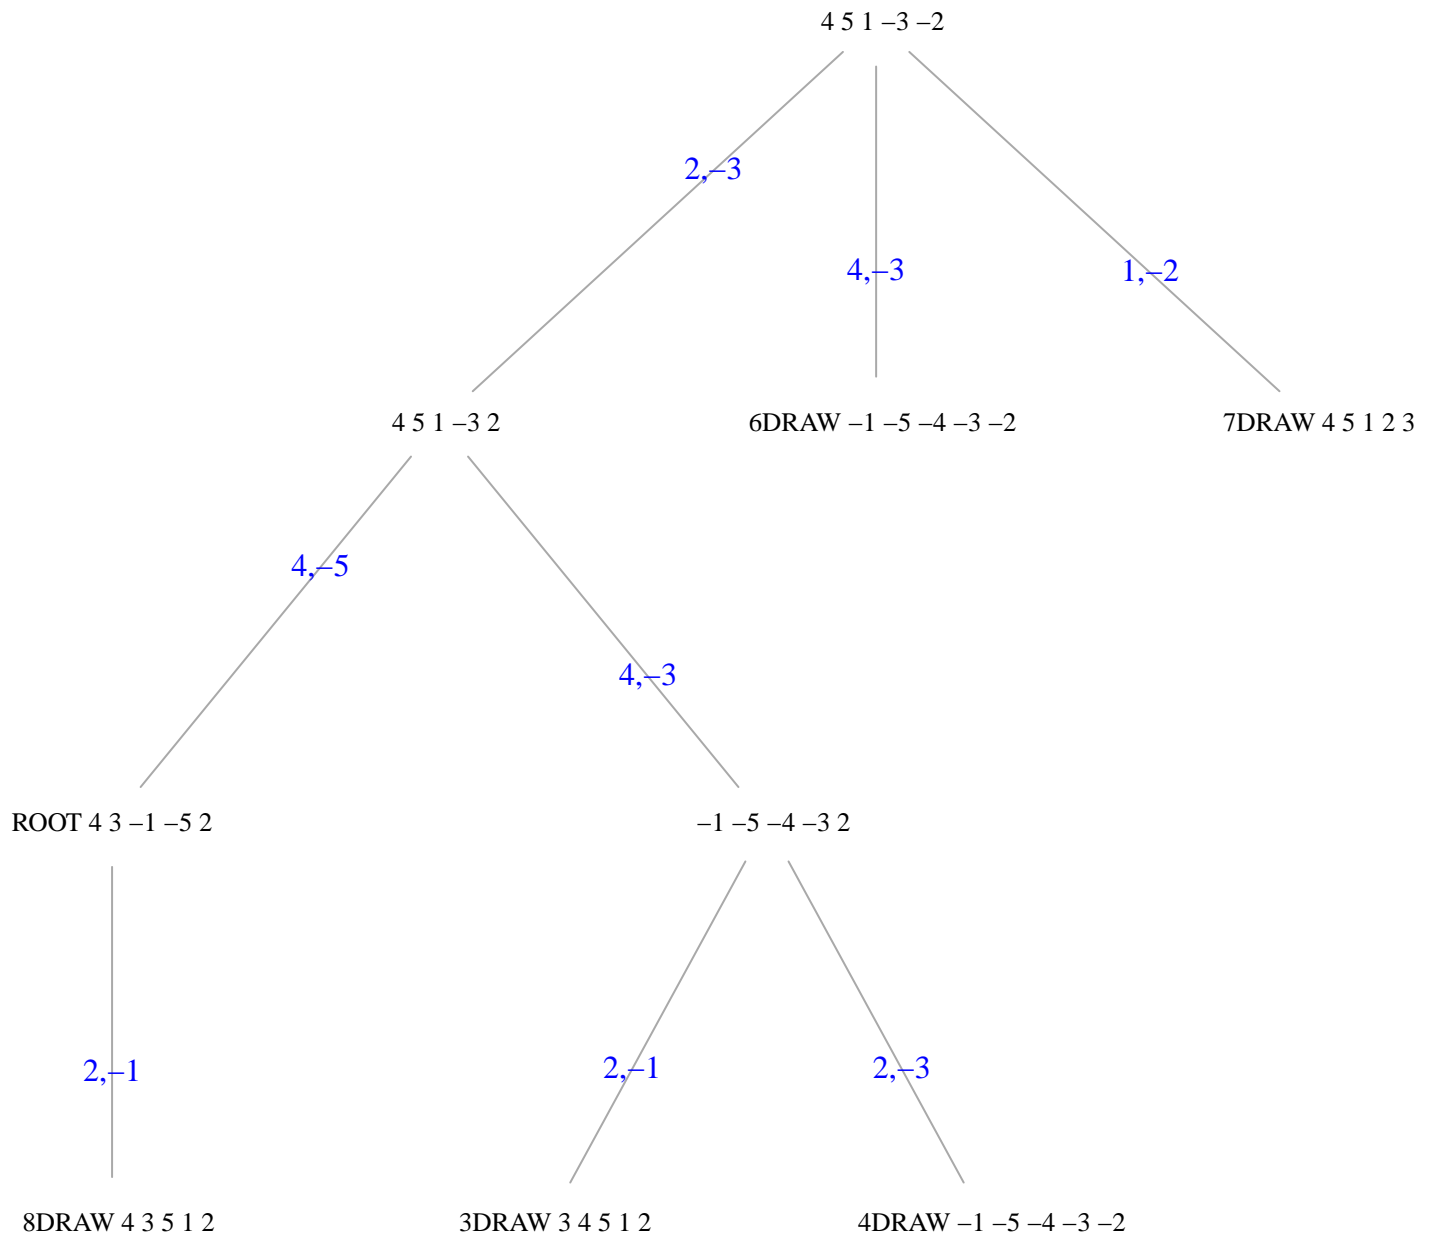 4 5 1 –3 –2
2,–3
4,–3
1,–2
4 5 1 –3 2
6DRAW –1 –5 –4 –3 –2
7DRAW 4 5 1 2 3
4,–5
4,–3
ROOT 4 3 –1 –5 2
–1 –5 –4 –3 2
2,–1
2,–1
2,–3
8DRAW 4 3 5 1 2
3DRAW 3 4 5 1 2
4DRAW –1 –5 –4 –3 –2